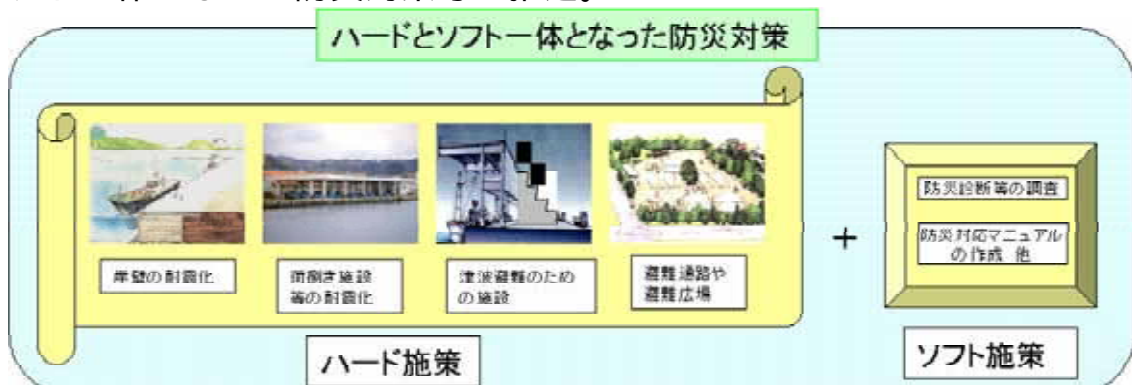 ハードとソフト一体となった防災対策
岸壁の耐震化
荷捌き施設
等の耐震化
津波避難のため
の施設
避難通路や
避難広場
+
防災診断等の調査
防災対応マニュアル
の作成 他
ハード施策
ソフト施策